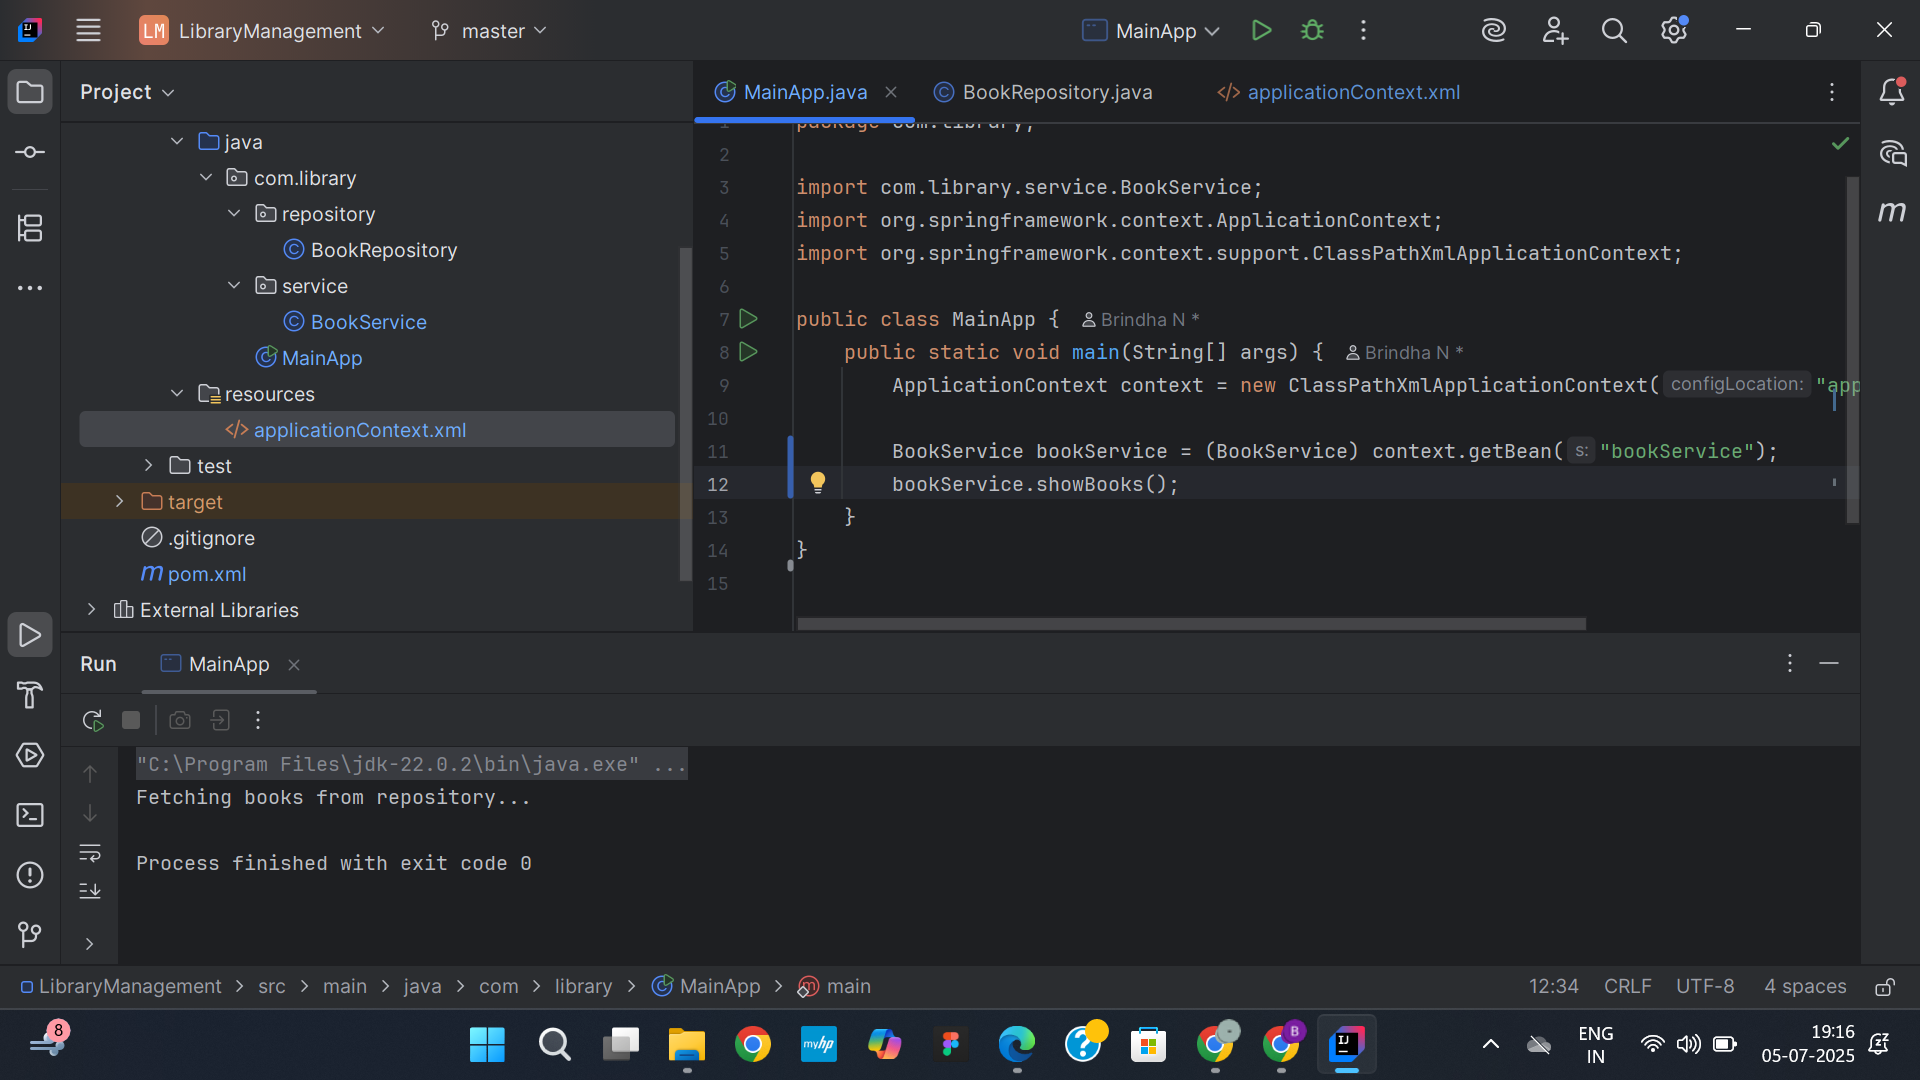 LM LibraryManagement master MainApp
Project
java
com.library
repository
BookRepository
service
BookService
MainApp
resources
applicationContext.xml
test
target
.gitignore
pom.xml
External Libraries
MainApp.java BookRepository.java applicationContext.xml
1 package com.library;
2
3 import com.library.service.BookService;
4 import org.springframework.context.ApplicationContext;
5 import org.springframework.context.support.ClassPathXmlApplicationContext;
6
7 public class MainApp { Brindha N *
8 public static void main(String[] args) { Brindha N *
9 ApplicationContext context = new ClassPathXmlApplicationContext( configLocation: "app
10
11 BookService bookService = (BookService) context.getBean( s: "bookService");
12 bookService.showBooks();
13 }
14 }
15
Run MainApp
"C:\Program Files\jdk-22.0.2\bin\java.exe" ...
Fetching books from repository...
Process finished with exit code 0
LibraryManagement > src > main > java > com > library > MainApp > main
12:34 CRLF UTF-8 4 spaces
8
myhp
B
IJ
ENG
IN
19:16
05-07-2025